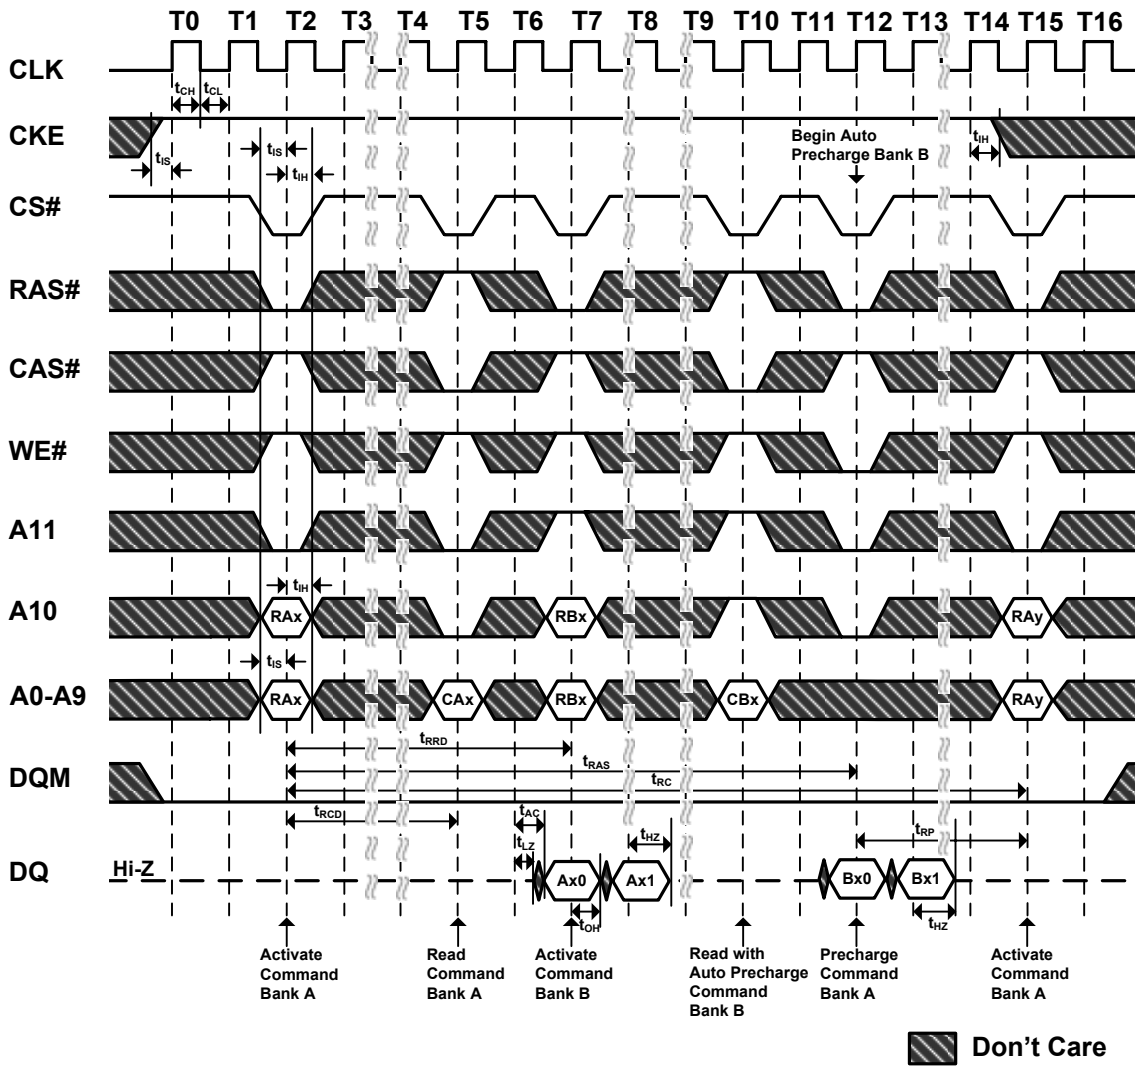 T0 T1 T2 T3 T4 T5 T6 T7 T8 T9 T10 T11 T12 T13 T14 T15 T16
CLK
tCH tCL
CKE
tIS
tIS
tIH
Begin Auto
Precharge Bank B
tIH
CS#
RAS#
CAS#
WE#
A11
tIH
A10
RAx
RBx
RAy
tIS
A0-A9
RAx
CAx
RBx
CBx
RAy
tRRD
tRAS
DQM
tRC
tRCD
tAC
tRP
tLZ
tHZ
DQ
Hi-Z
Ax0
Ax1
Bx0
Bx1
tOH
tHZ
Activate
Command
Bank A
Read
Command
Bank A
Activate
Command
Bank B
Read with
Auto Precharge
Command
Bank B
Precharge
Command
Bank A
Activate
Command
Bank A
Don't Care